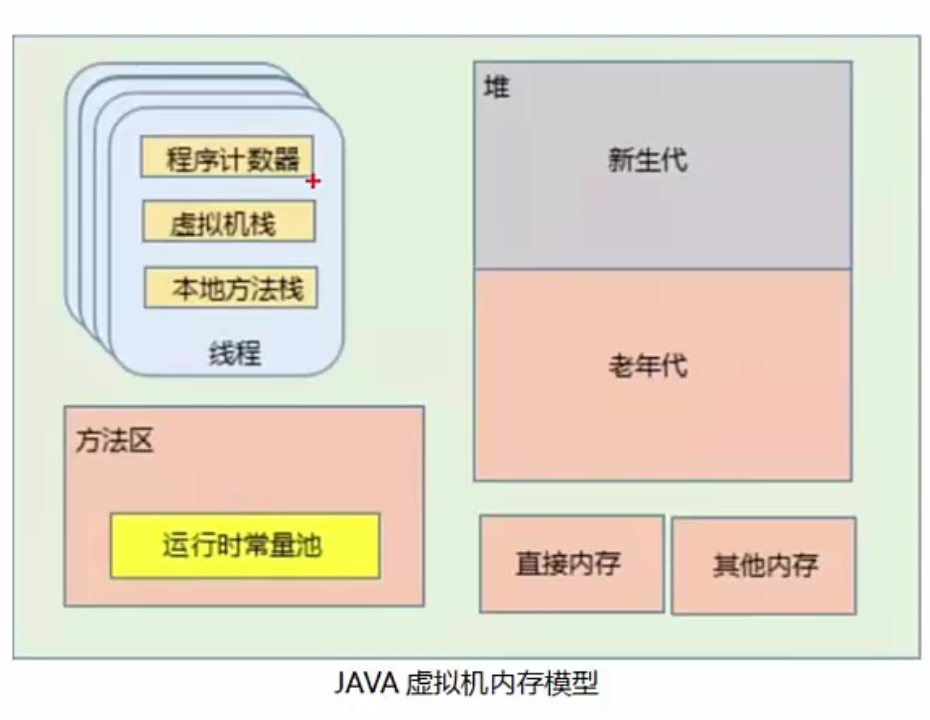 程序计数器
虚拟机栈
本地方法栈
线程
堆
新生代
老年代
方法区
运行时常量池
直接内存
其他内存
JAVA 虚拟机内存模型